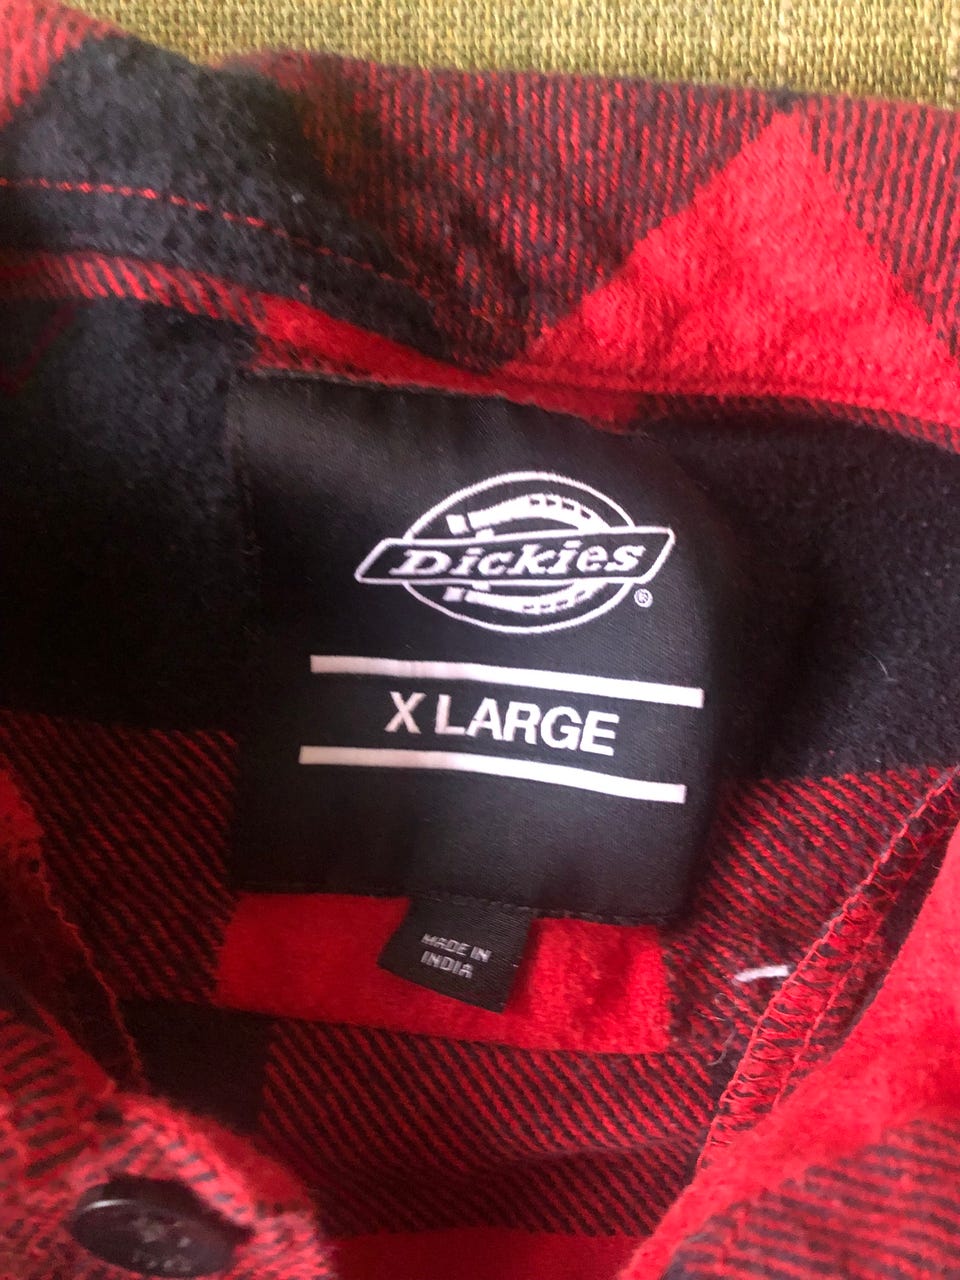 Dickies®
X LARGE
MADE IN
INDIA